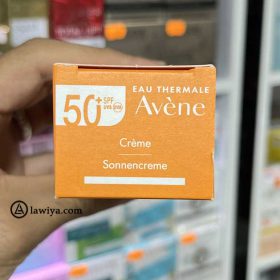 EAU THERMALE
Avène
50+
SPF
UVB UVA
Crème
Sonnencreme
lawiya.com